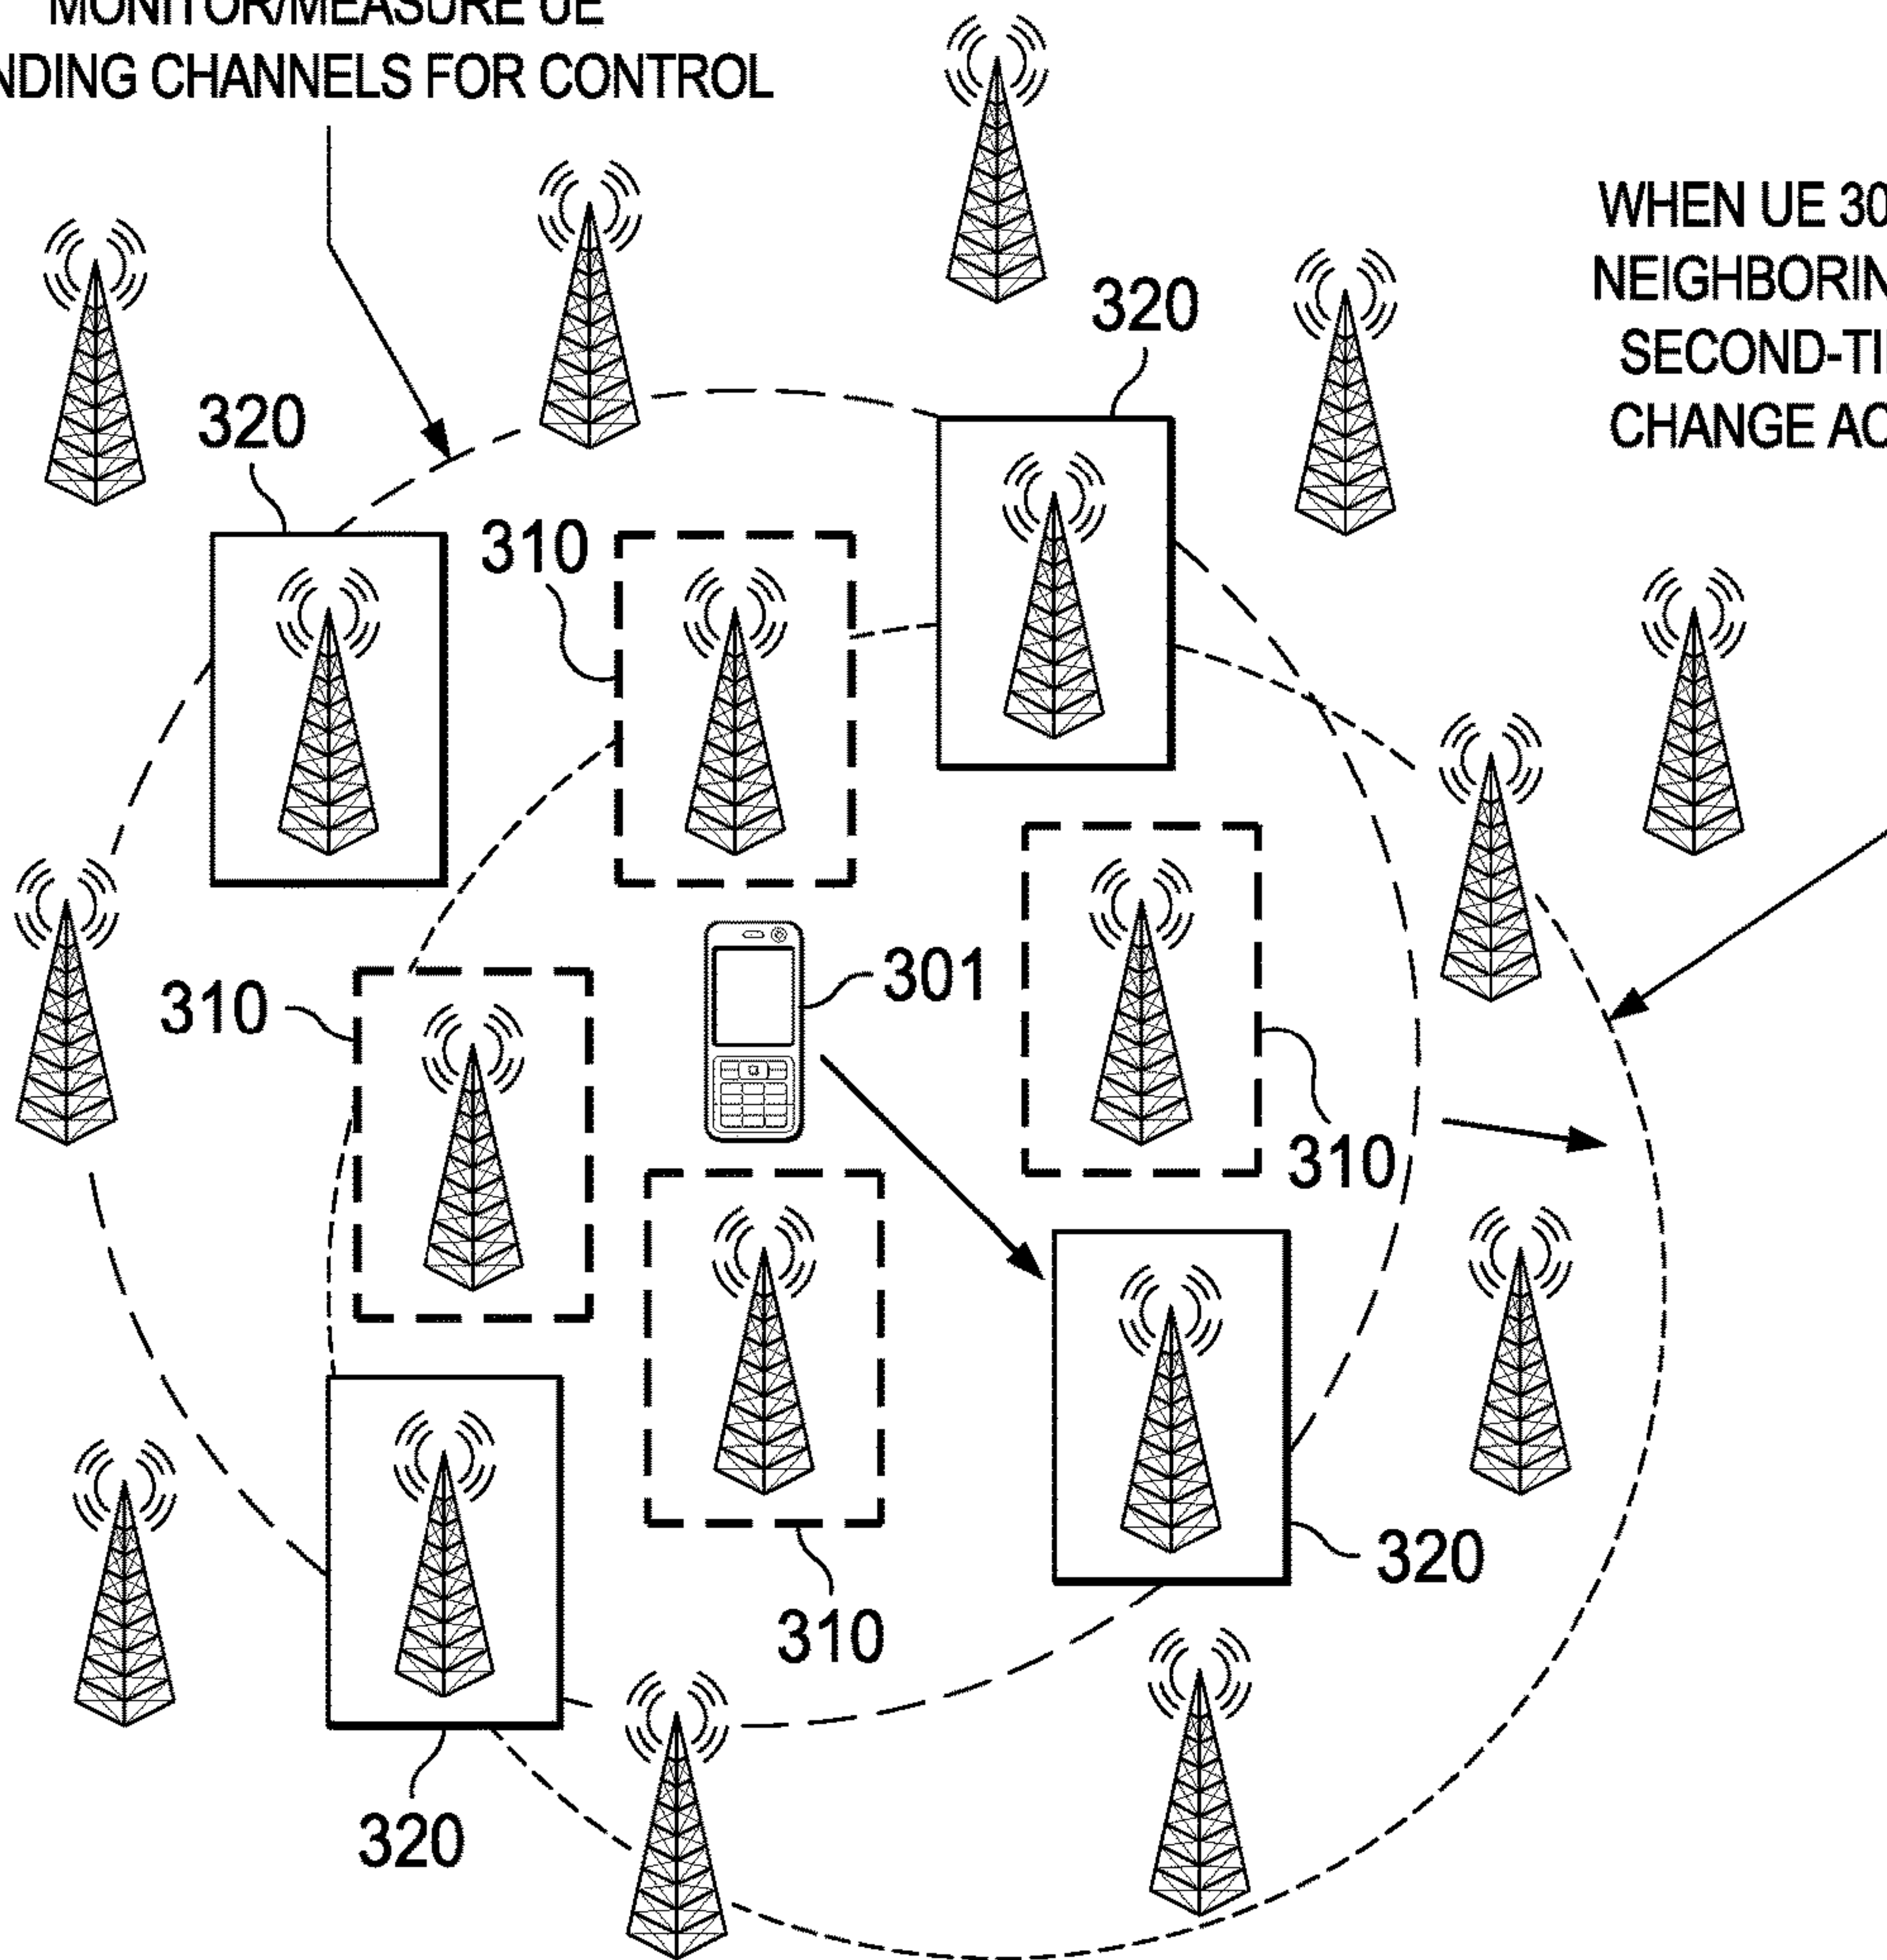 MONITOR/MEASURE UE
NDING CHANNELS FOR CONTROL
WHEN UE 30
NEIGHBORIN
SECOND-TI
CHANGE AC
320
320
310
310
301
310
320
310
320